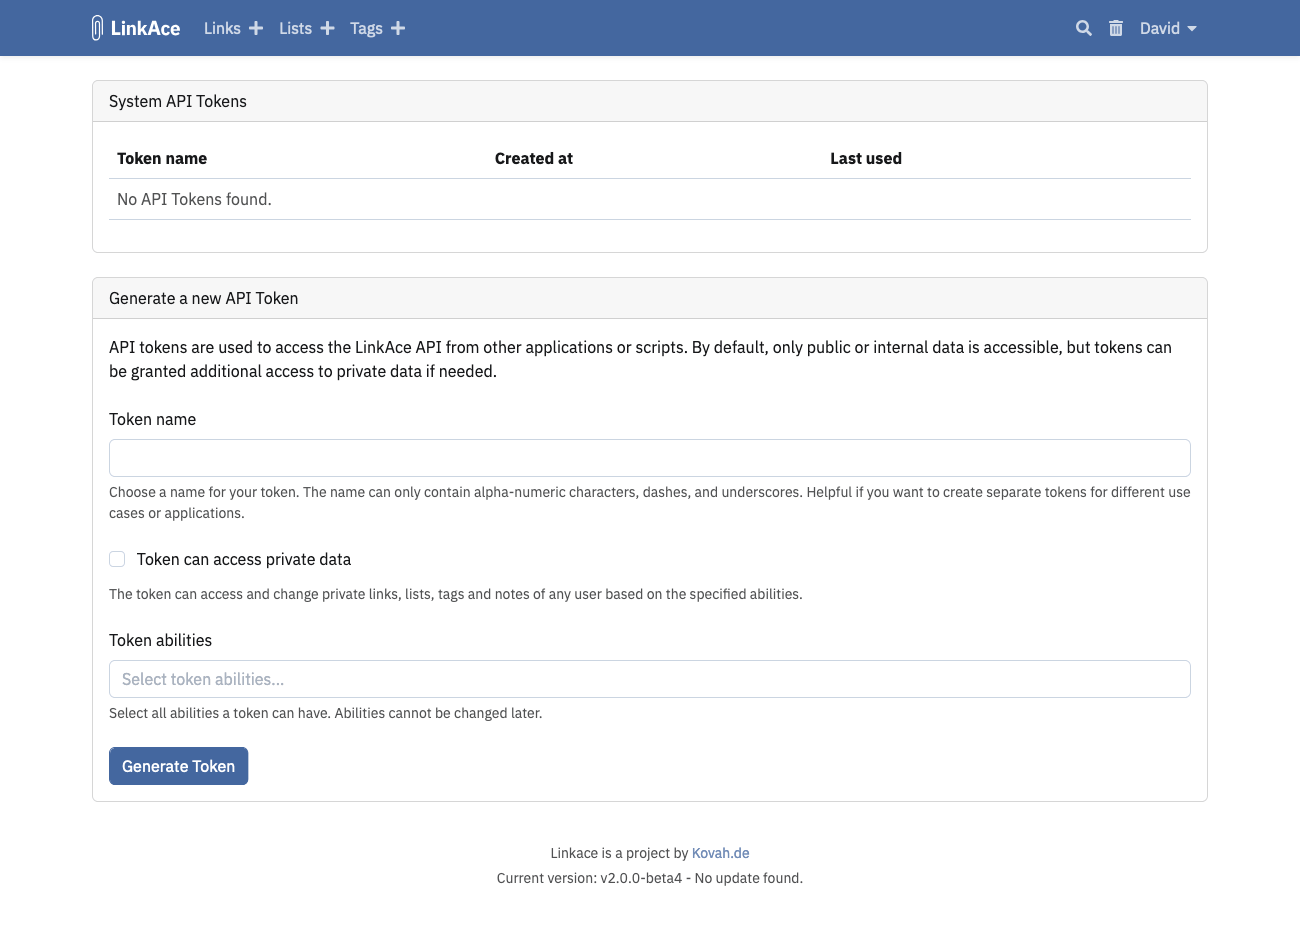 LinkAce Links Lists Tags David
System API Tokens
Token name Created at Last used
No API Tokens found.
Generate a new API Token
API tokens are used to access the LinkAce API from other applications or scripts. By default, only public or internal data is accessible, but tokens can
be granted additional access to private data if needed.
Token name
Choose a name for your token. The name can only contain alpha-numeric characters, dashes, and underscores. Helpful if you want to create separate tokens for different use
cases or applications.
Token can access private data
The token can access and change private links, lists, tags and notes of any user based on the specified abilities.
Token abilities
Select token abilities...
Select all abilities a token can have. Abilities cannot be changed later.
Generate Token
Linkace is a project by Kovah.de
Current version: v2.0.0-beta4 - No update found.